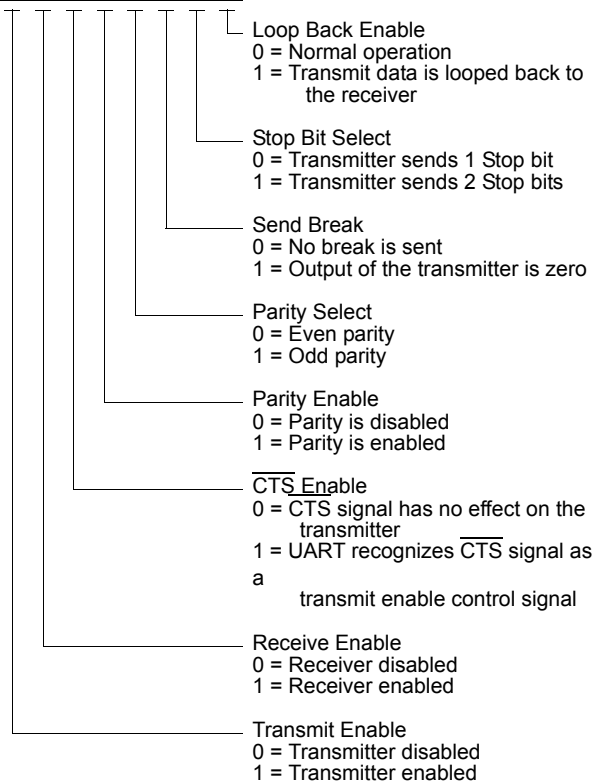 Loop Back Enable
0 = Normal operation
1 = Transmit data is looped back to
the receiver
Stop Bit Select
0 = Transmitter sends 1 Stop bit
1 = Transmitter sends 2 Stop bits
Send Break
0 = No break is sent
1 = Output of the transmitter is zero
Parity Select
0 = Even parity
1 = Odd parity
Parity Enable
0 = Parity is disabled
1 = Parity is enabled
CTS Enable
0 = CTS signal has no effect on the
transmitter
1 = UART recognizes CTS signal as
a
transmit enable control signal
Receive Enable
0 = Receiver disabled
1 = Receiver enabled
Transmit Enable
0 = Transmitter disabled
1 = Transmitter enabled